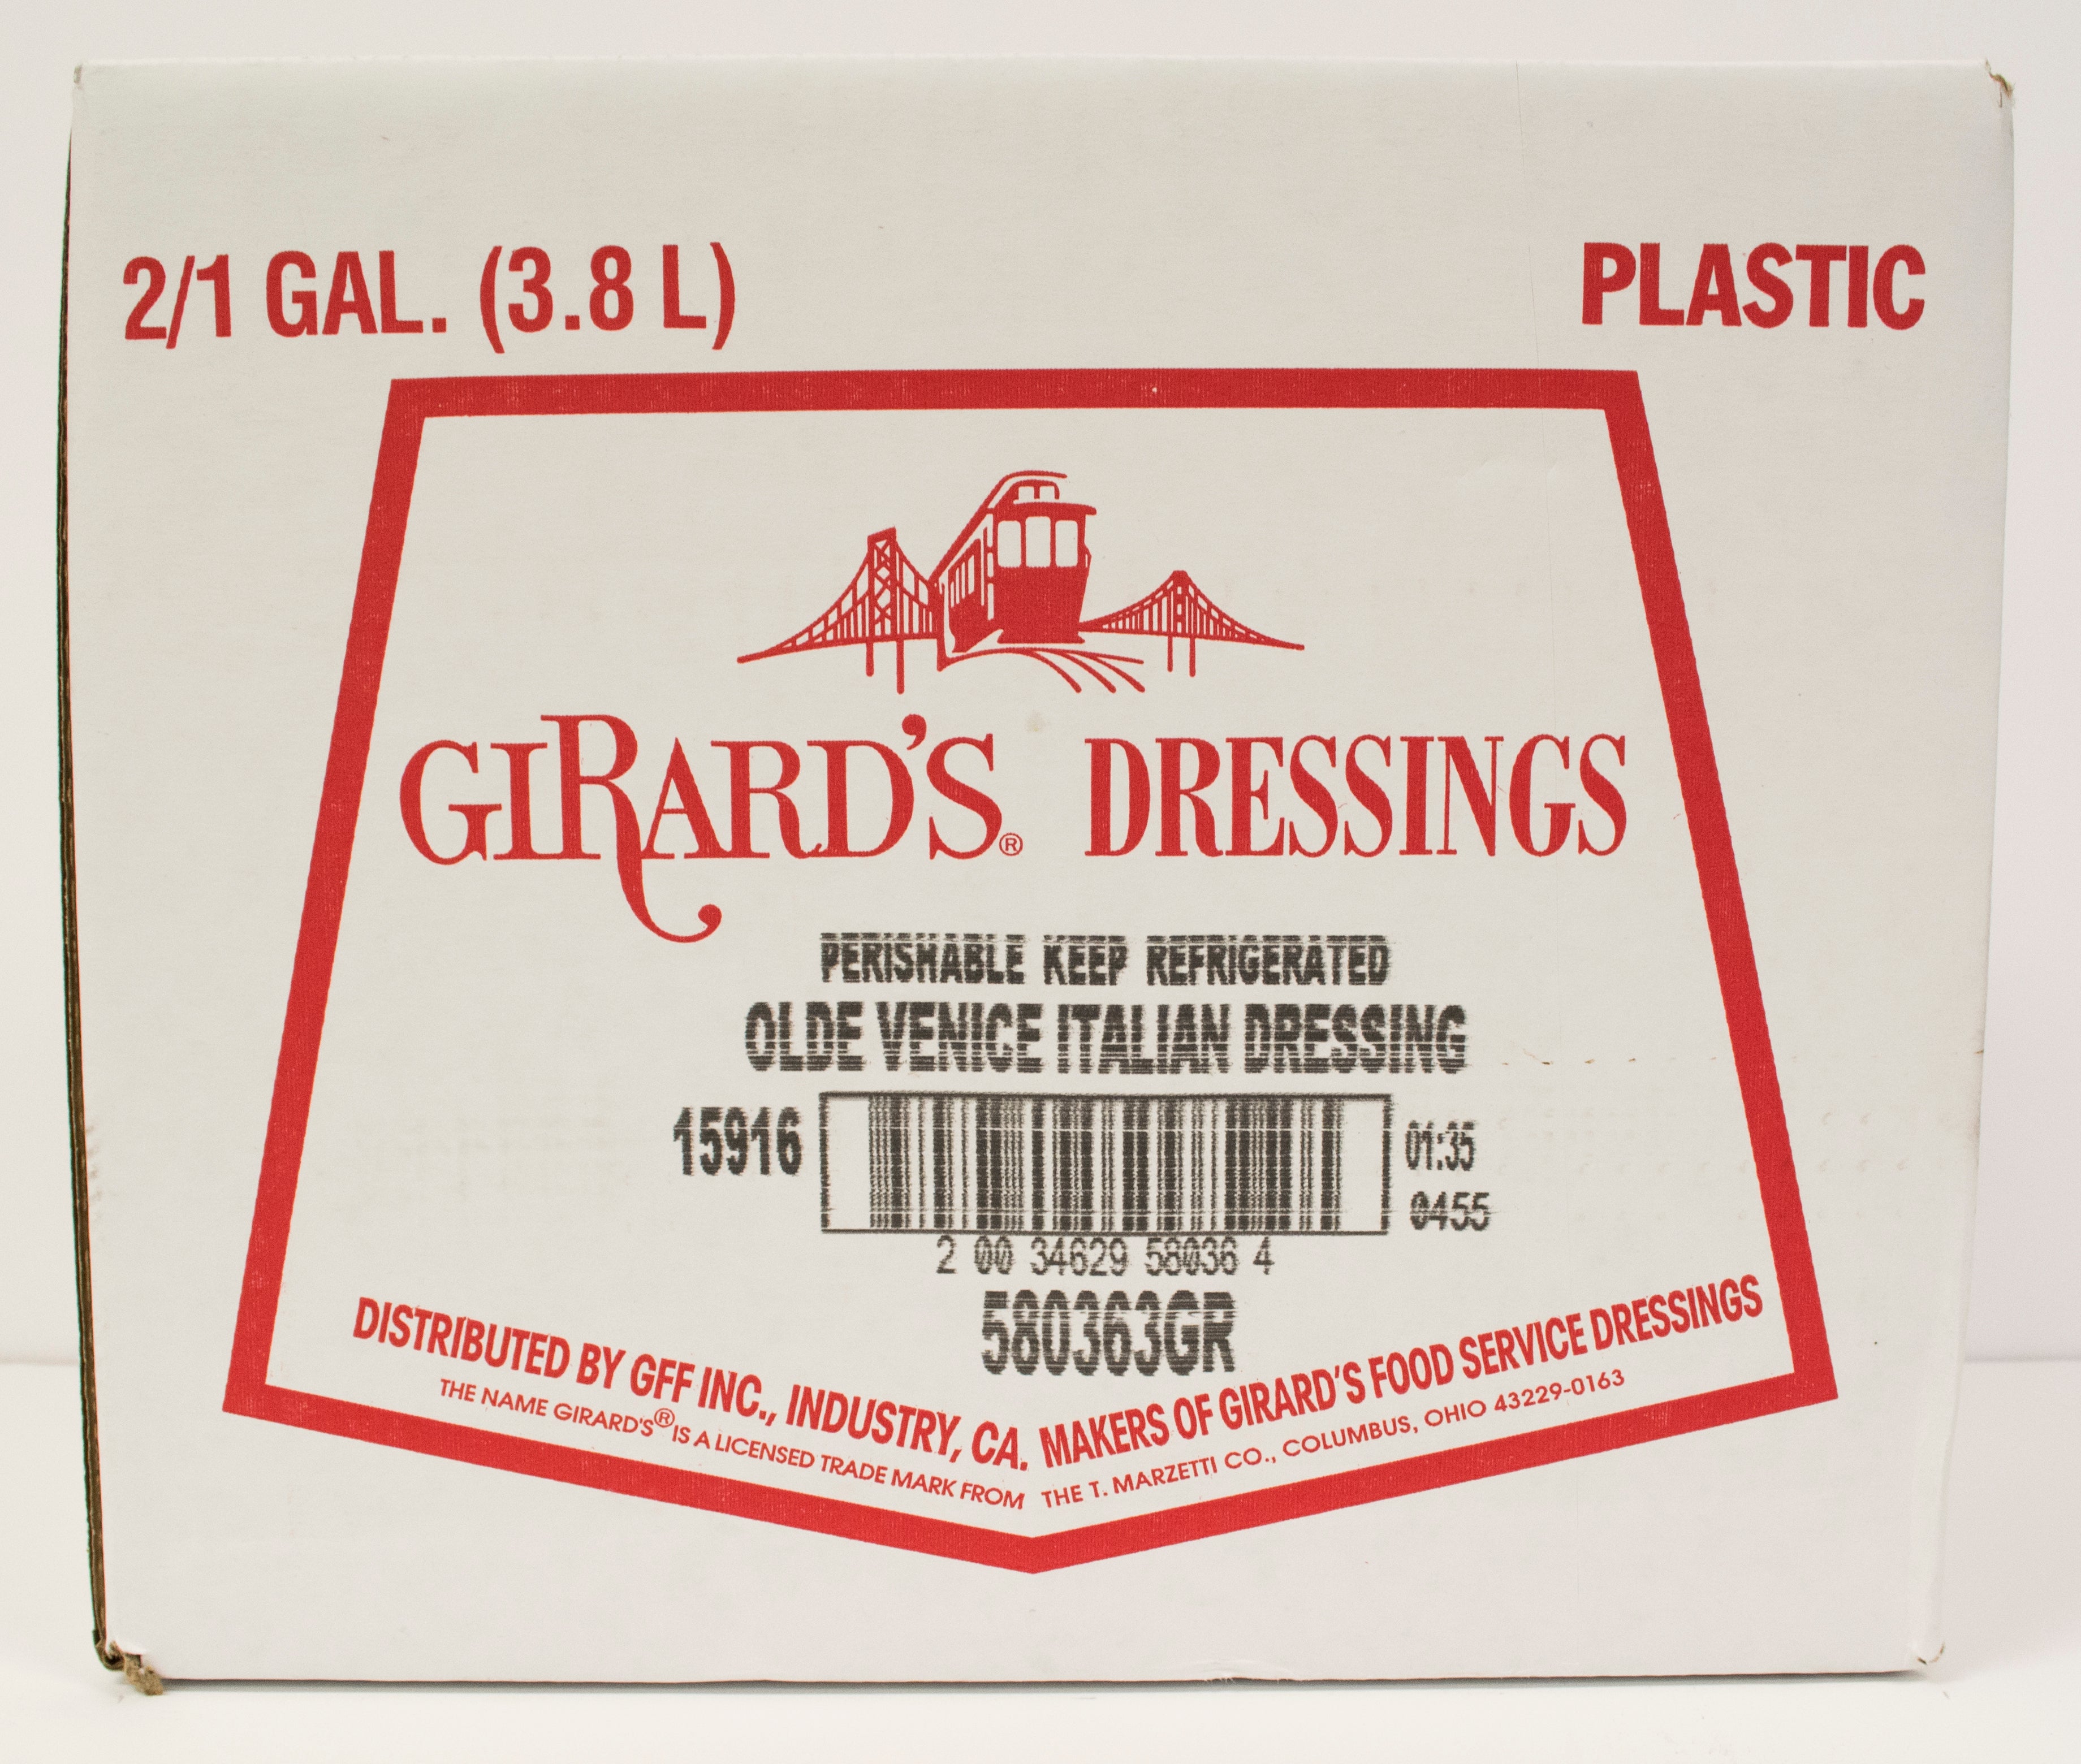 2/1 GAL. (3.8 L)
PLASTIC
GIRARD'S® DRESSINGS
PERISHABLE KEEP REFRIGERATED
OLDE VENICE ITALIAN DRESSING
15916
01:35
0455
2 00 34629 58036 4
580363GR
DISTRIBUTED BY GFF INC., INDUSTRY, CA. MAKERS OF GIRARD'S FOOD SERVICE DRESSINGS
THE NAME GIRARD'S® IS A LICENSED TRADE MARK FROM THE T. MARZETTI CO., COLUMBUS, OHIO 43229-0163